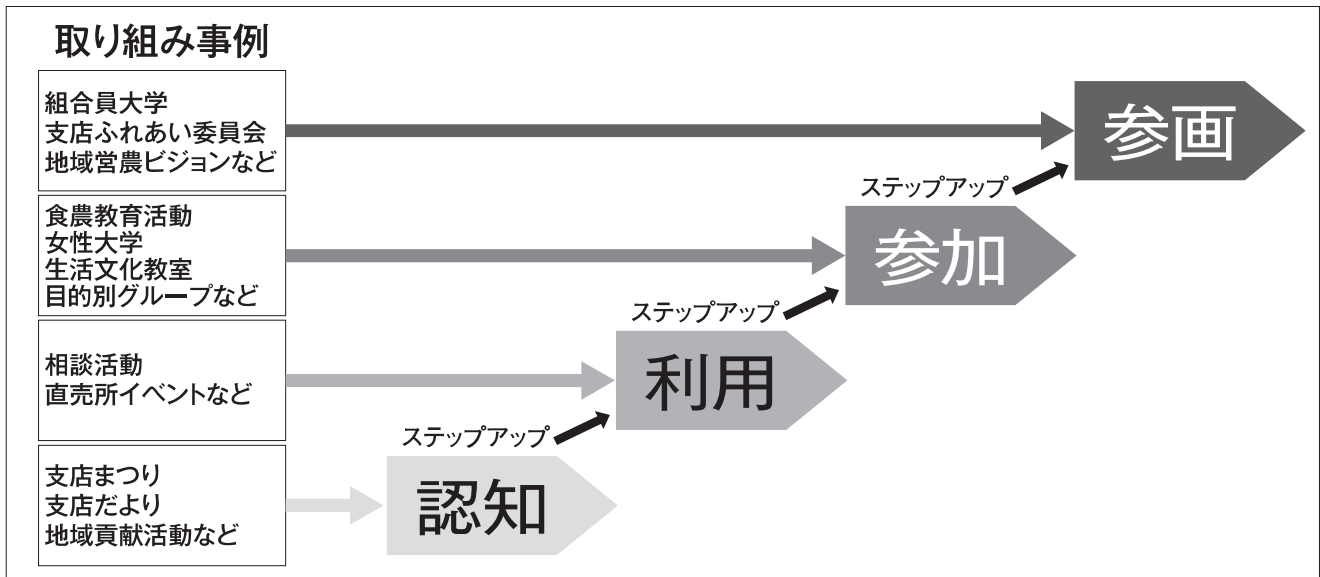 取り組み事例
組合員大学
支店ふれあい委員会
地域営農ビジョンなど
参画
ステップアップ
食農教育活動
女性大学
生活文化教室
目的別グループなど
参加
ステップアップ
相談活動
直売所イベントなど
利用
ステップアップ
支店まつり
支店だより
地域貢献活動など
認知